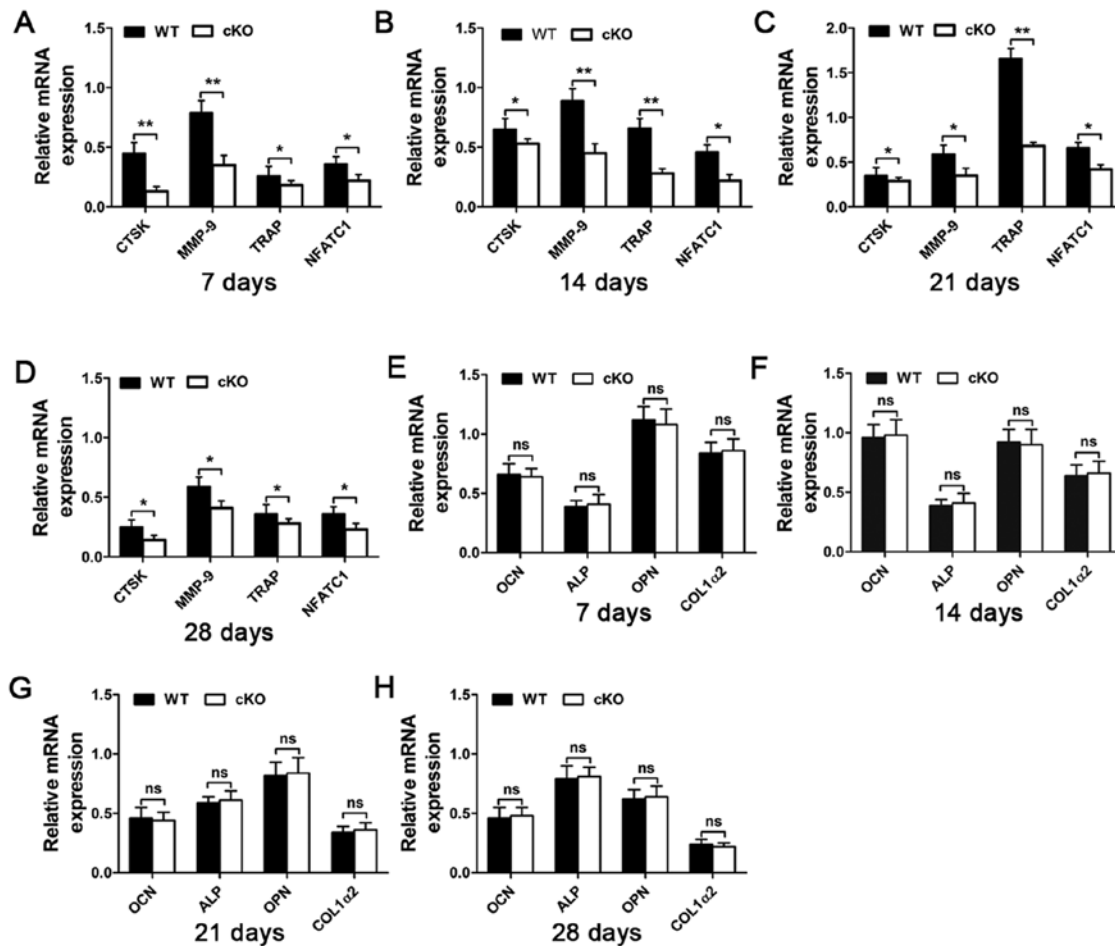 A
WT cKO
Relative mRNA
expression
1.5
1.0
0.5
0.0
**
**
*
*
CTSK
MMP-9
TRAP
NFATC1
7 days
B
WT cKO
Relative mRNA
expression
1.5
1.0
0.5
0.0
*
**
**
*
CTSK
MMP-9
TRAP
NFATC1
14 days
C
WT cKO
Relative mRNA
expression
2.0
1.5
1.0
0.5
0.0
*
*
**
*
CTSK
MMP-9
TRAP
NFATC1
21 days
D
WT cKO
Relative mRNA
expression
1.5
1.0
0.5
0.0
*
*
*
*
CTSK
MMP-9
TRAP
NFATC1
28 days
E
WT cKO
Relative mRNA
expression
1.5
1.0
0.5
0.0
ns
ns
ns
ns
OCN
ALP
OPN
COL1α2
7 days
F
WT cKO
Relative mRNA
expression
1.5
1.0
0.5
0.0
ns
ns
ns
ns
OCN
ALP
OPN
COL1α2
14 days
G
WT cKO
Relative mRNA
expression
1.5
1.0
0.5
0.0
ns
ns
ns
ns
OCN
ALP
OPN
COL1α2
21 days
H
WT cKO
Relative mRNA
expression
1.5
1.0
0.5
0.0
ns
ns
ns
ns
OCN
ALP
OPN
COL1α2
28 days